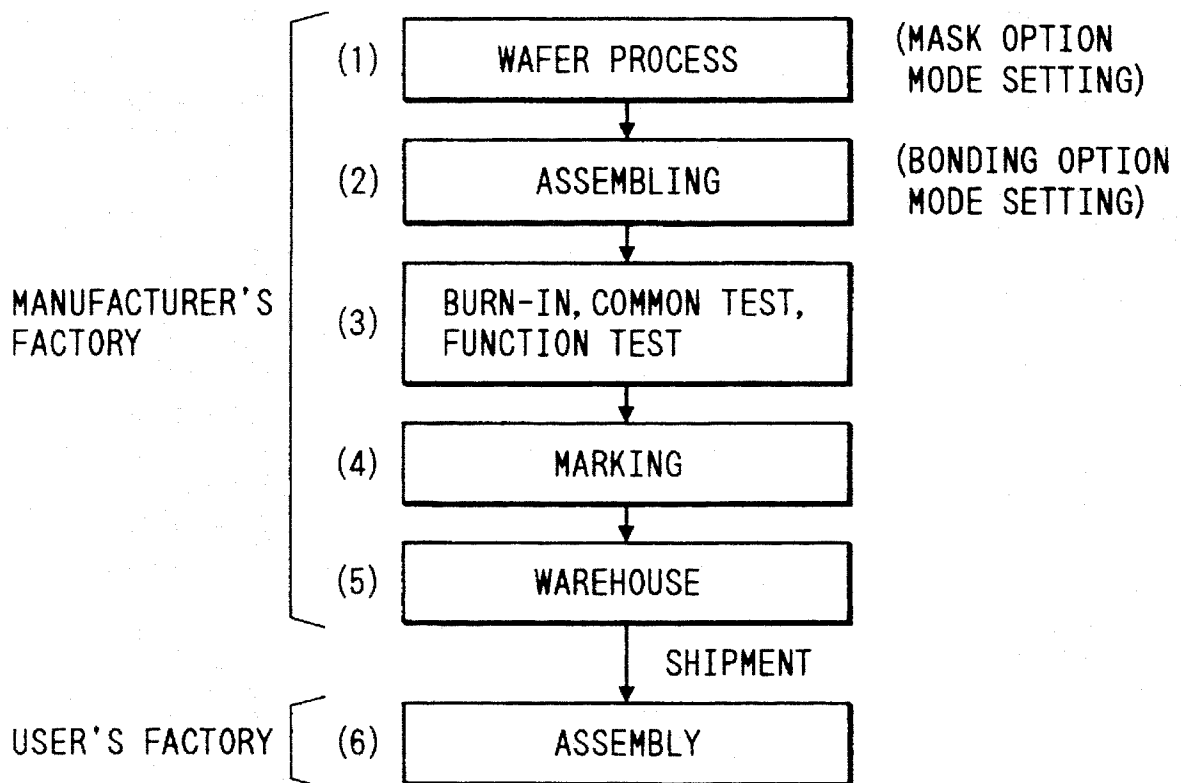 (1)
WAFER PROCESS
(MASK OPTION
MODE SETTING)
(2)
ASSEMBLING
(BONDING OPTION
MODE SETTING)
MANUFACTURER'S
FACTORY
(3)
BURN-IN, COMMON TEST,
FUNCTION TEST
(4)
MARKING
(5)
WAREHOUSE
SHIPMENT
USER'S FACTORY
(6)
ASSEMBLY